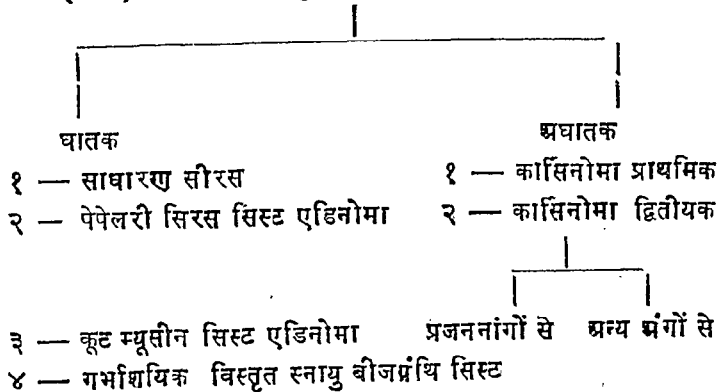 घातक अघातक
१ — साधारण सीरस १ — कार्सिनोमा प्राथमिक
२ — पेपेलरी सिरस सिस्ट एडिनोमा २ — कार्सिनोमा द्वितीयक
३ — कूट म्यूसीन सिस्ट एडिनोमा प्रजननांगों से अन्य अंगों से
४ — गर्भाशयिक विस्तृत स्नायु बीजग्रंथि सिस्ट